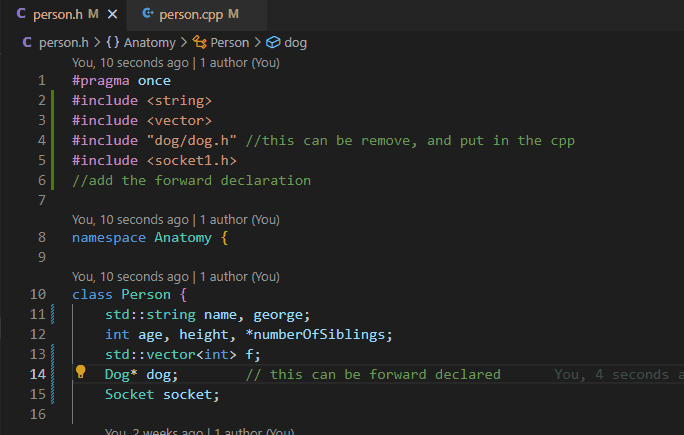 C person.h M X C++ person.cpp M
C person.h > {} Anatomy > Person > dog
You, 10 seconds ago | 1 author (You)
1 #pragma once
2 #include <string>
3 #include <vector>
4 #include "dog/dog.h" //this can be remove, and put in the cpp
5 #include <socket1.h>
6 //add the forward declaration
7
You, 10 seconds ago | 1 author (You)
8 namespace Anatomy {
9
You, 10 seconds ago | 1 author (You)
10 class Person {
11 std::string name, george;
12 int age, height, *numberOfSiblings;
13 std::vector<int> f;
14 Dog* dog; // this can be forward declared You, 4 seconds a
15 Socket socket;
16
You, 2 weeks ago | 1 author (You)